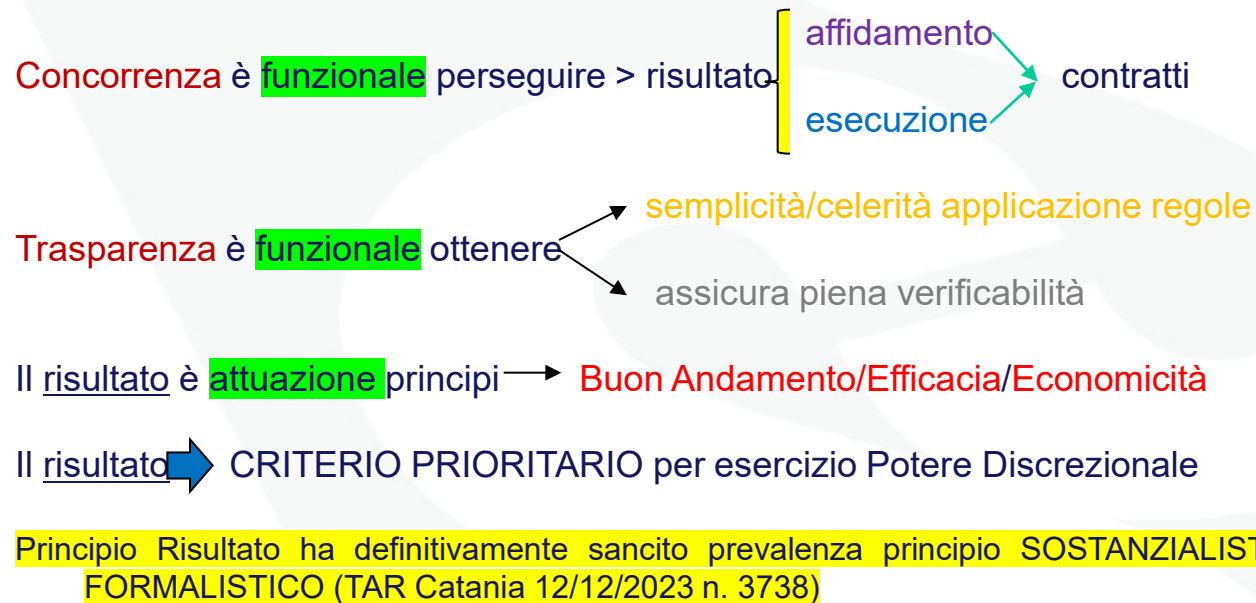 affidamento
Concorrenza è funzionale perseguire > risultato contratti
esecuzione
semplicità/celerità applicazione regole
Trasparenza è funzionale ottenere
assicura piena verificabilità
Il risultato è attuazione principi Buon Andamento/Efficacia/Economicità
Il risultato CRITERIO PRIORITARIO per esercizio Potere Discrezionale
Principio Risultato ha definitivamente sancito prevalenza principio
FORMALISTICO (TAR Catania 12/12/2023 n. 3738)